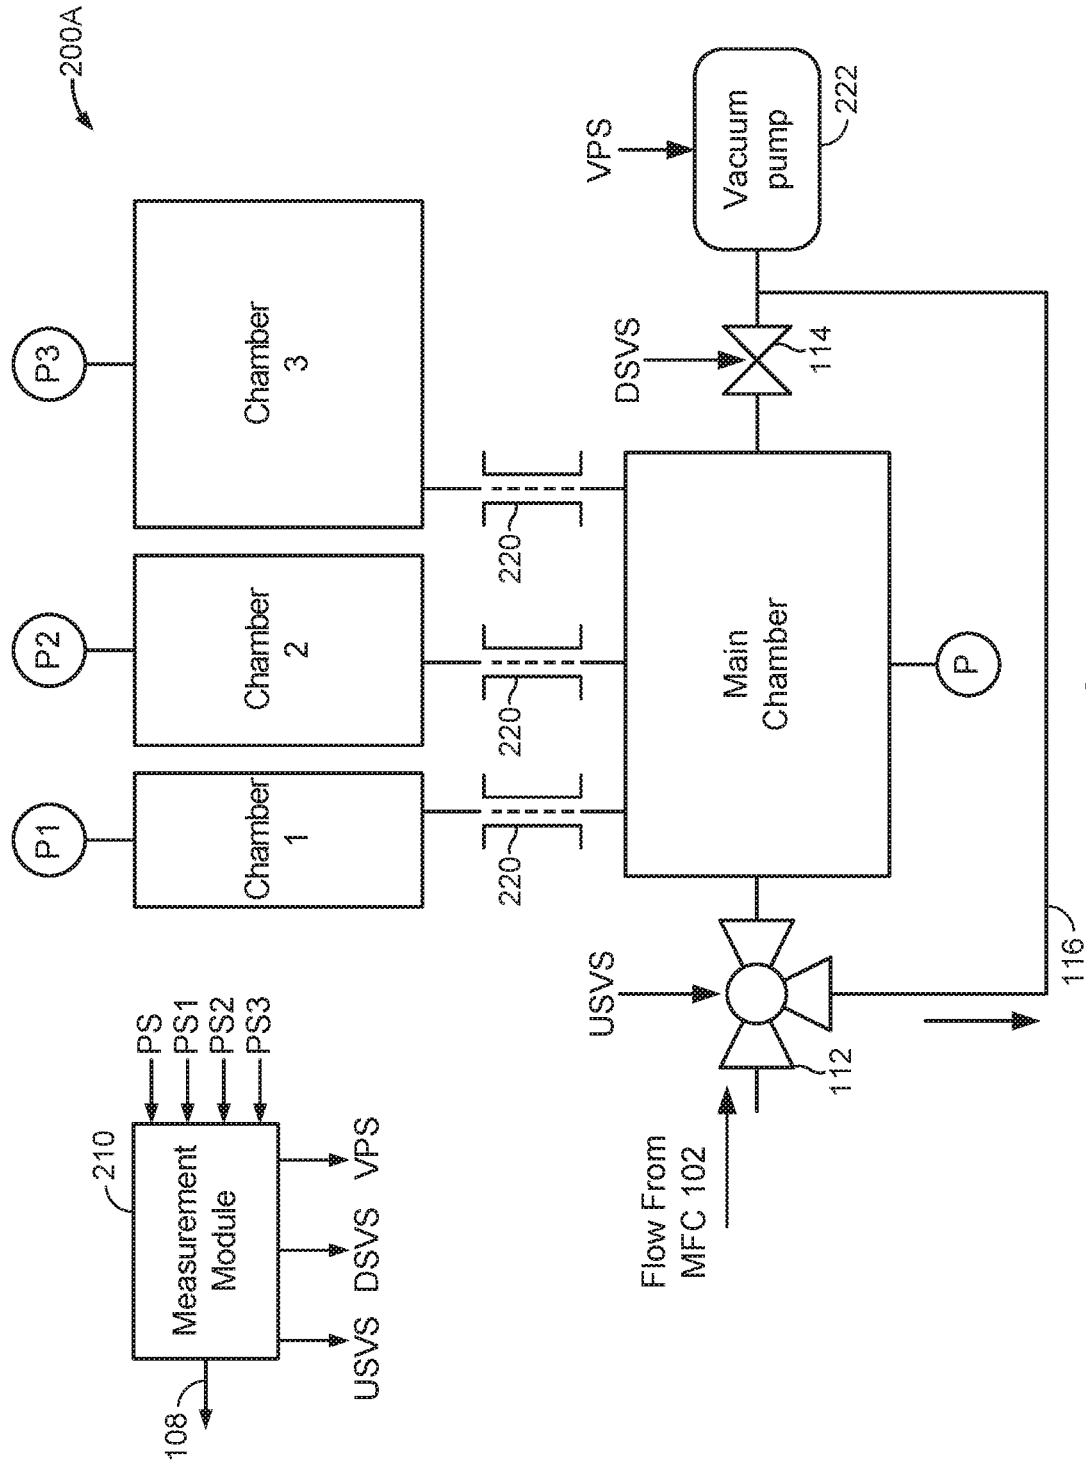 200A
P1
P2
P3
Chamber
1
Chamber
2
Chamber
3
210
Measurement
Module
PS
PS1
PS2
PS3
108
USVS
DSVS
VPS
220
220
220
USVS
DSVS
VPS
Flow From
MFC 102
112
Main
Chamber
114
Vacuum
pump
222
P
116